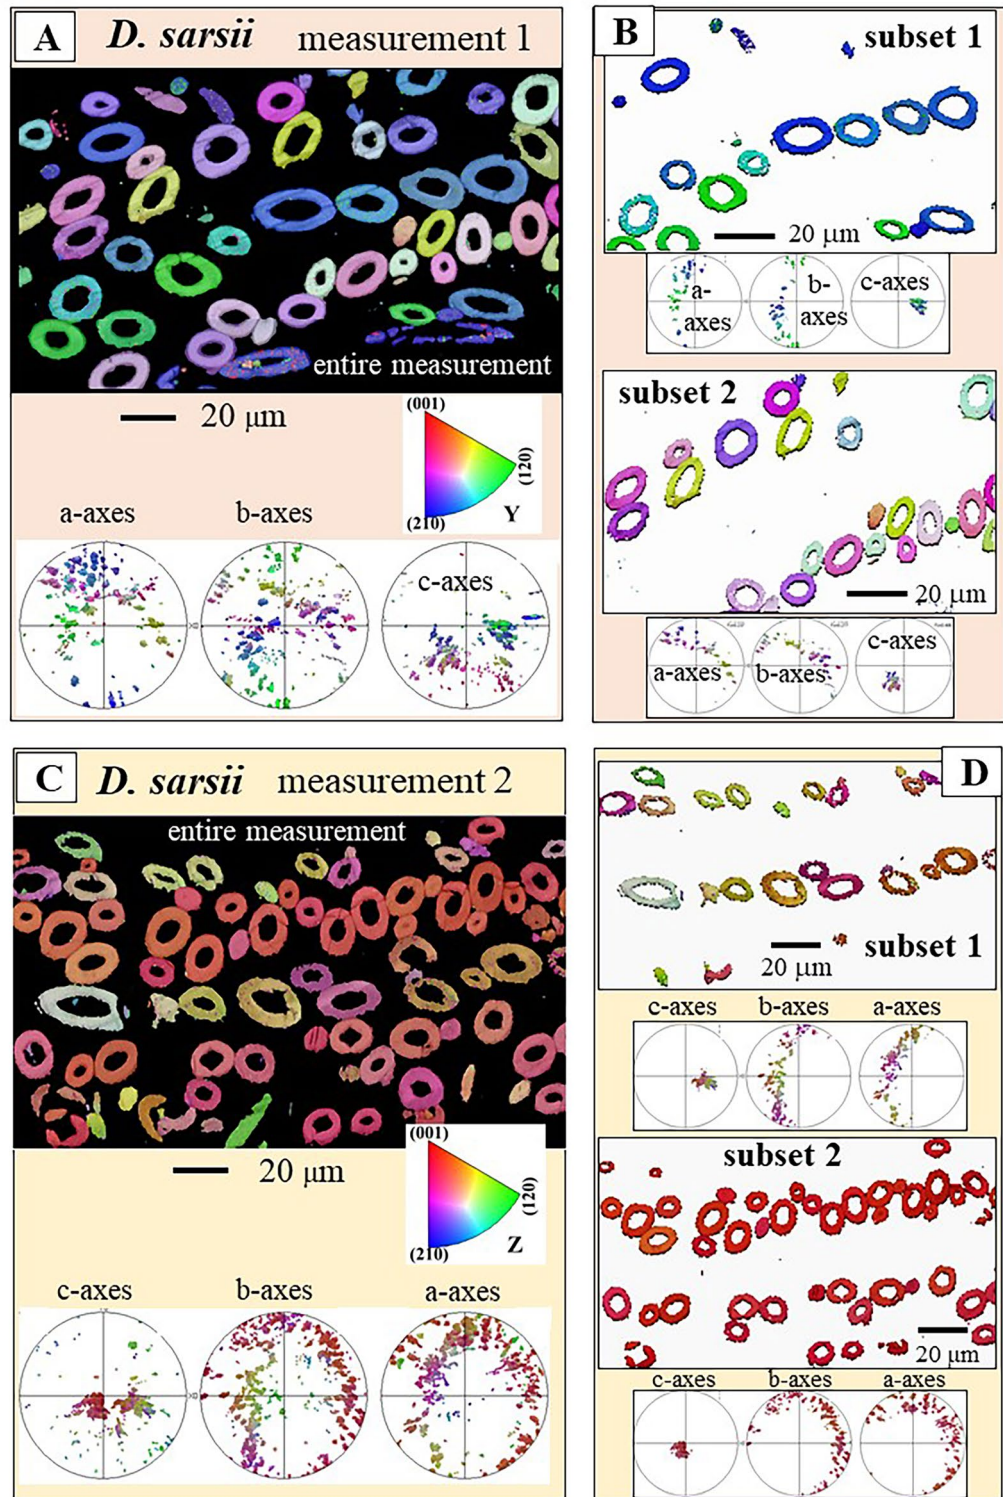 A
D. sarsii measurement 1
entire measurement
20 μm
(001)
(120)
(210)
Y
a-axes
b-axes
c-axes
B
subset 1
20 μm
a-
axes
b-
axes
c-axes
subset 2
20 μm
a-axes
b-axes
c-axes
C
D. sarsii measurement 2
entire measurement
20 μm
(001)
(120)
(210)
Z
c-axes
b-axes
a-axes
D
20 μm
subset 1
c-axes
b-axes
a-axes
subset 2
20 μm
c-axes
b-axes
a-axes